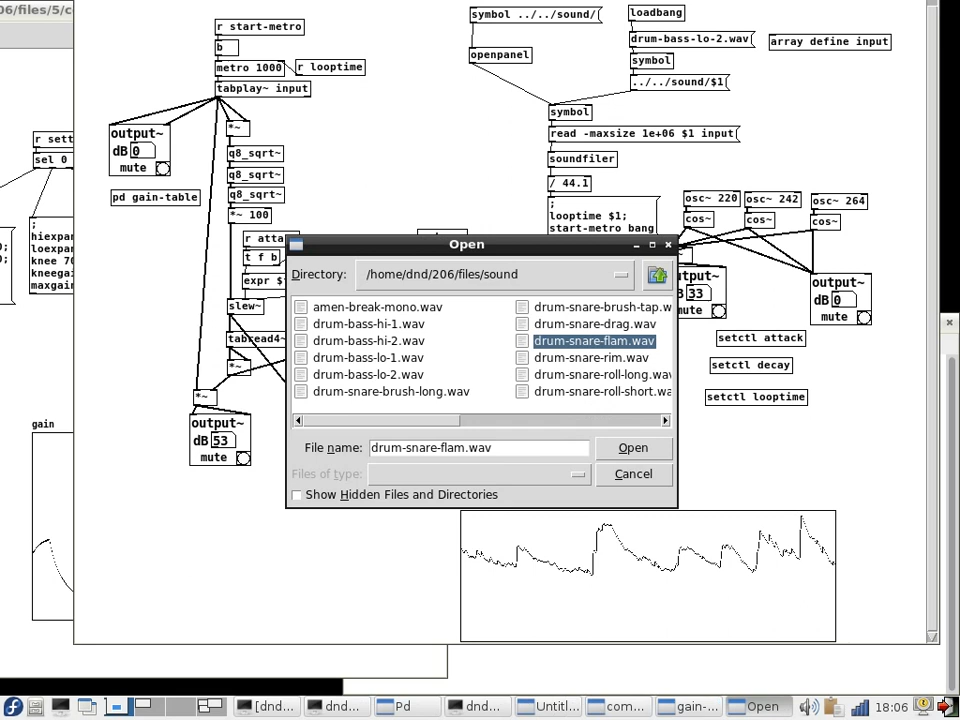 06/files/5/c
r start-metro
b
metro 1000
r looptime
tabplay~ input
symbol ../../sound/
openpanel
loadbang
drum-bass-lo-2.wav
symbol
../../sound/$1
array define input
symbol
read -maxsize 1e+06 $1 input
soundfiler
/ 44.1
;
looptime $1;
start-metro bang
output~
dB 0
mute
pd gain-table
*~
q8_sqrt~
q8_sqrt~
q8_sqrt~
*~ 100
r atta
t f b
expr $
slew~
tabread4~
*~
*~
output~
dB 53
mute
r sett
sel 0
;
hiexpan
loexpan
knee 70
kneegai
maxgain
0;
0;
osc~ 220
osc~ 242
osc~ 264
cos~
cos~
cos~
tput~
33
mute
output~
dB 0
mute
setctl attack
setctl decay
setctl looptime
gain
Open
Directory:
/home/dnd/206/files/sound
amen-break-mono.wav
drum-bass-hi-1.wav
drum-bass-hi-2.wav
drum-bass-lo-1.wav
drum-bass-lo-2.wav
drum-snare-brush-long.wav
drum-snare-brush-tap.w
drum-snare-drag.wav
drum-snare-flam.wav
drum-snare-rim.wav
drum-snare-roll-long.wa
drum-snare-roll-short.wa
File name:
drum-snare-flam.wav
Open
Files of type:
Cancel
Show Hidden Files and Directories
[dnd...
dnd...
Pd
dnd...
Untitl...
com...
gain-...
Open
18:06